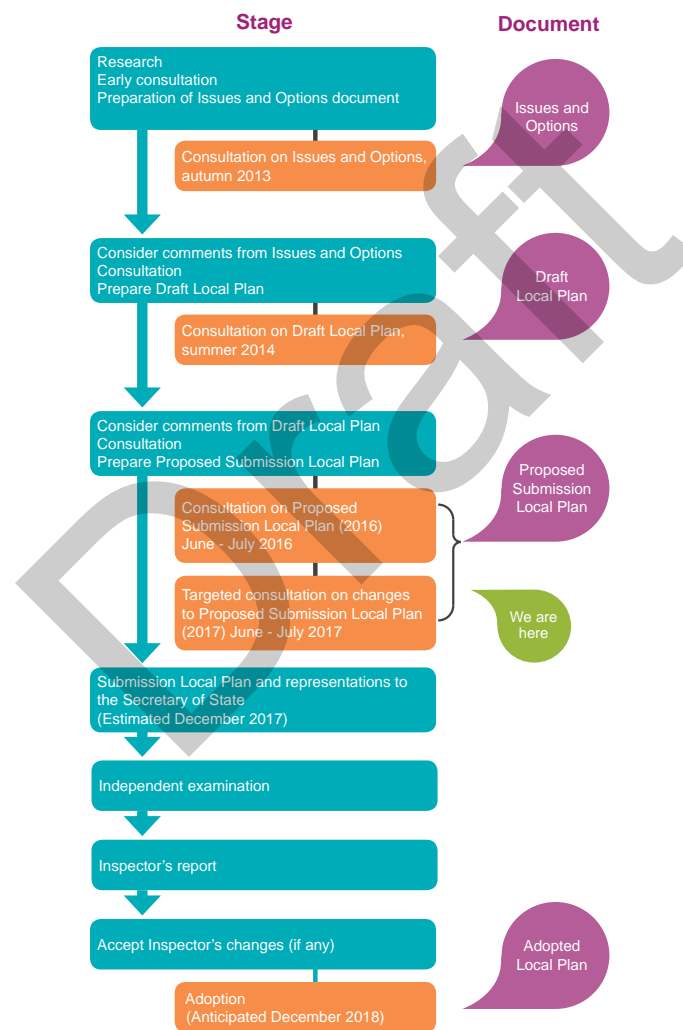 Stage
Document
Research
Early consultation
Preparation of Issues and Options document
Issues and
Options
Consultation on Issues and Options,
autumn 2013
Consider comments from Issues and Options
Consultation
Prepare Draft Local Plan
Draft
Local Plan
Consultation on Draft Local Plan,
summer 2014
Consider comments from Draft Local Plan
Consultation
Prepare Proposed Submission Local Plan
Proposed
Submission
Local Plan
Consultation on Proposed
Submission Local Plan (2016)
June - July 2016
Targeted consultation on changes
to Proposed Submission Local Plan
(2017) June - July 2017
We are
here
Submission Local Plan and representations to
the Secretary of State
(Estimated December 2017)
Independent examination
Inspector’s report
Accept Inspector’s changes (if any)
Adopted
Local Plan
Adoption
(Anticipated December 2018)
Draft